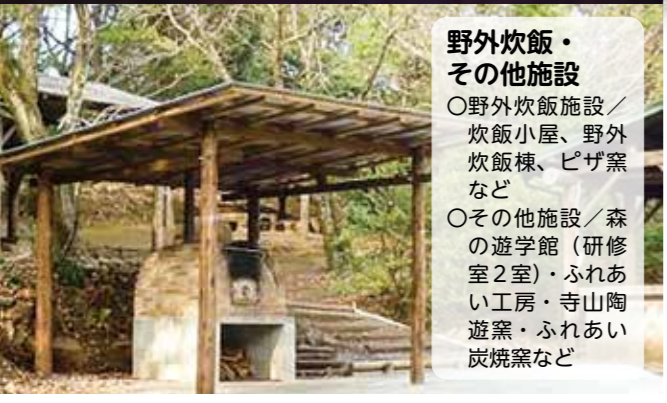 野外炊飯・
その他施設
〇野外炊飯施設／
炊飯小屋、野外
炊飯棟、ピザ窯
など
〇その他施設／森
の遊学館（研修
室２室）・ふれあ
い工房・寺山陶
遊窯・ふれあい
炭焼窯など